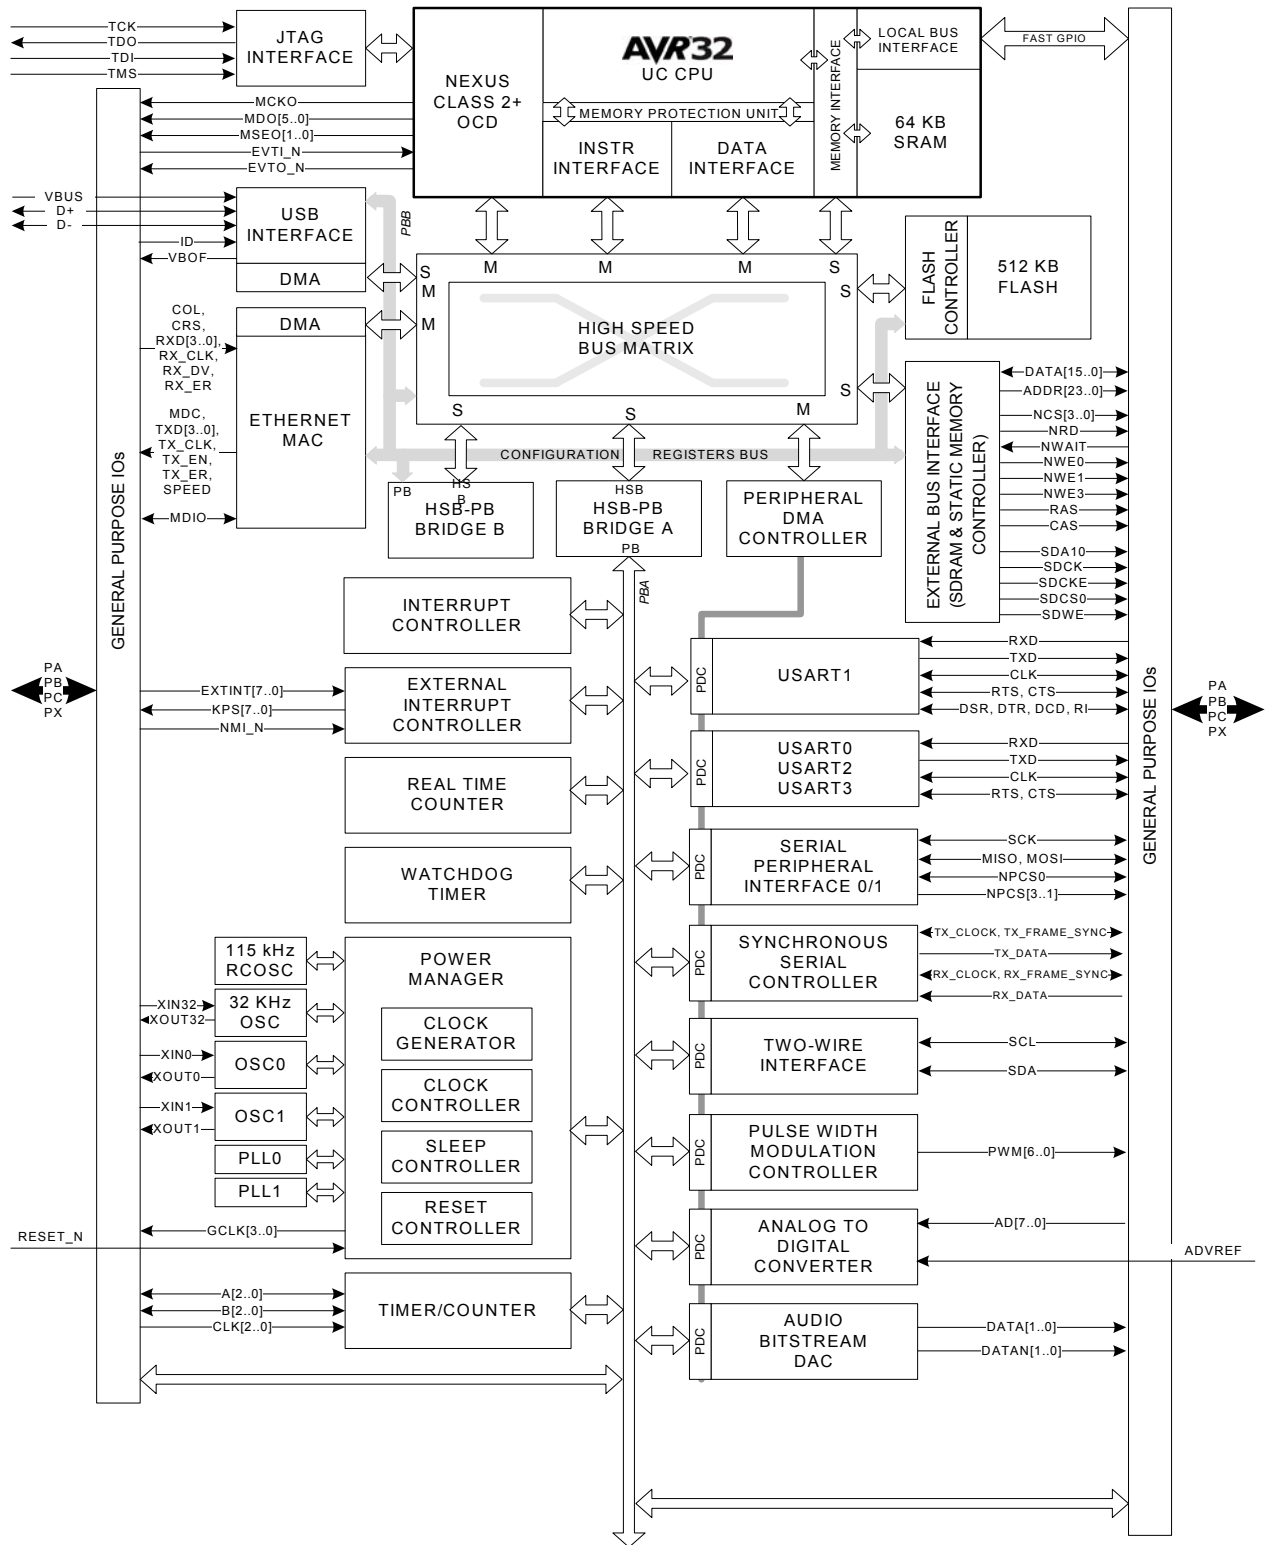 TCK
TDO
TDI
TMS
JTAG
INTERFACE
NEXUS
CLASS 2+
OCD
AVR32
UC CPU
MEMORY PROTECTION UNIT
INSTR
INTERFACE
DATA
INTERFACE
MEMORY INTERFACE
LOCAL BUS
INTERFACE
64 KB
SRAM
FAST GPIO
MCKO
MDO[5..0]
MSEO[1..0]
EVTI_N
EVTO_N
VBUS
D+
D-
ID
VBOF
USB
INTERFACE
DMA
PBB
S
M
M
M
M
M
S
S
S
S
S
M
HIGH SPEED
BUS MATRIX
FLASH
CONTROLLER
512 KB
FLASH
COL,
CRS,
RXD[3..0],
RX_CLK,
RX_DV,
RX_ER
MDC,
TXD[3..0],
TX_CLK,
TX_EN,
TX_ER,
SPEED
MDIO
DMA
ETHERNET
MAC
CONFIGURATION REGISTERS BUS
PB
HS
B
HSB-PB
BRIDGE B
HSB
HSB-PB
BRIDGE A
PB
PERIPHERAL
DMA
CONTROLLER
EXTERNAL BUS INTERFACE
(SDRAM & STATIC MEMORY
CONTROLLER)
DATA[15..0]
ADDR[23..0]
NCS[3..0]
NRD
NWAIT
NWE0
NWE1
NWE3
RAS
CAS
SDA10
SDCK
SDCKE
SDCS0
SDWE
GENERAL PURPOSE IOs
GENERAL PURPOSE IOs
PBA
PA
PB
PC
PX
PA
PB
PC
PX
INTERRUPT
CONTROLLER
EXTINT[7..0]
KPS[7..0]
NMI_N
EXTERNAL
INTERRUPT
CONTROLLER
REAL TIME
COUNTER
WATCHDOG
TIMER
115 kHz
RCOSC
XIN32
XOUT32
32 KHz
OSC
XIN0
XOUT0
OSC0
XIN1
XOUT1
OSC1
PLL0
PLL1
GCLK[3..0]
RESET_N
POWER
MANAGER
CLOCK
GENERATOR
CLOCK
CONTROLLER
SLEEP
CONTROLLER
RESET
CONTROLLER
A[2..0]
B[2..0]
CLK[2..0]
TIMER/COUNTER
PDC
USART1
RXD
TXD
CLK
RTS, CTS
DSR, DTR, DCD, RI
PDC
USART0
USART2
USART3
RXD
TXD
CLK
RTS, CTS
PDC
SERIAL
PERIPHERAL
INTERFACE 0/1
SCK
MISO, MOSI
NPCS0
NPCS[3..1]
PDC
SYNCHRONOUS
SERIAL
CONTROLLER
TX_CLOCK, TX_FRAME_SYNC
TX_DATA
RX_CLOCK, RX_FRAME_SYNC
RX_DATA
PDC
TWO-WIRE
INTERFACE
SCL
SDA
PDC
PULSE WIDTH
MODULATION
CONTROLLER
PWM[6..0]
PDC
ANALOG TO
DIGITAL
CONVERTER
AD[7..0]
ADVREF
PDC
AUDIO
BITSTREAM
DAC
DATA[1..0]
DATAN[1..0]